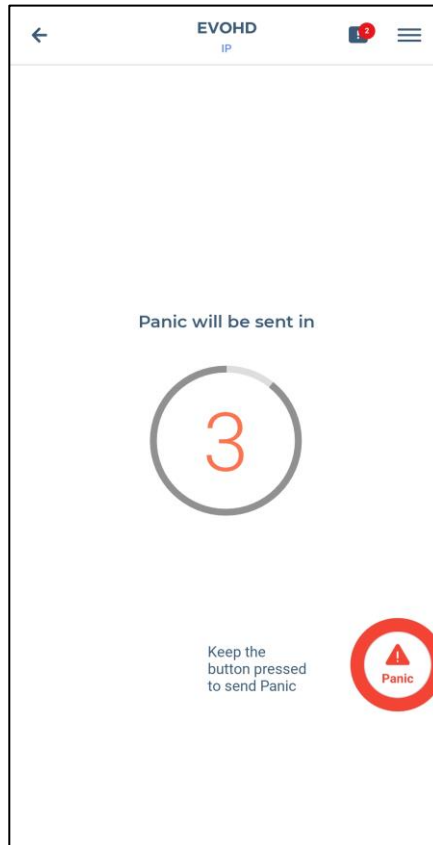 EVOHD
2
IP
Panic will be sent in
3
Keep the
button pressed
to send Panic
Panic